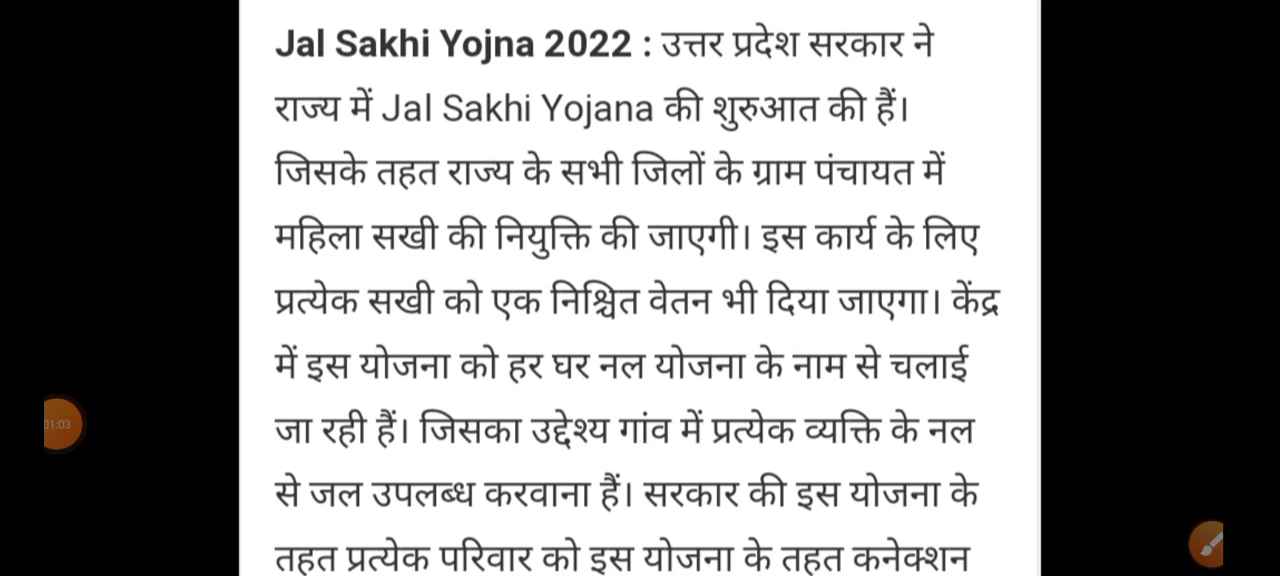 Jal Sakhi Yojna 2022 : उत्तर प्रदेश सरकार ने
राज्य में Jal Sakhi Yojana की शुरुआत की हैं।
जिसके तहत राज्य के सभी जिलों के ग्राम पंचायत में
महिला सखी की नियुक्ति की जाएगी। इस कार्य के लिए
प्रत्येक सखी को एक निश्चित वेतन भी दिया जाएगा। केंद्र
में इस योजना को हर घर नल योजना के नाम से चलाई
जा रही हैं। जिसका उद्देश्य गांव में प्रत्येक व्यक्ति के नल
से जल उपलब्ध करवाना हैं। सरकार की इस योजना के
तहत प्रत्येक परिवार को इस योजना के तहत कनेक्शन
01:03